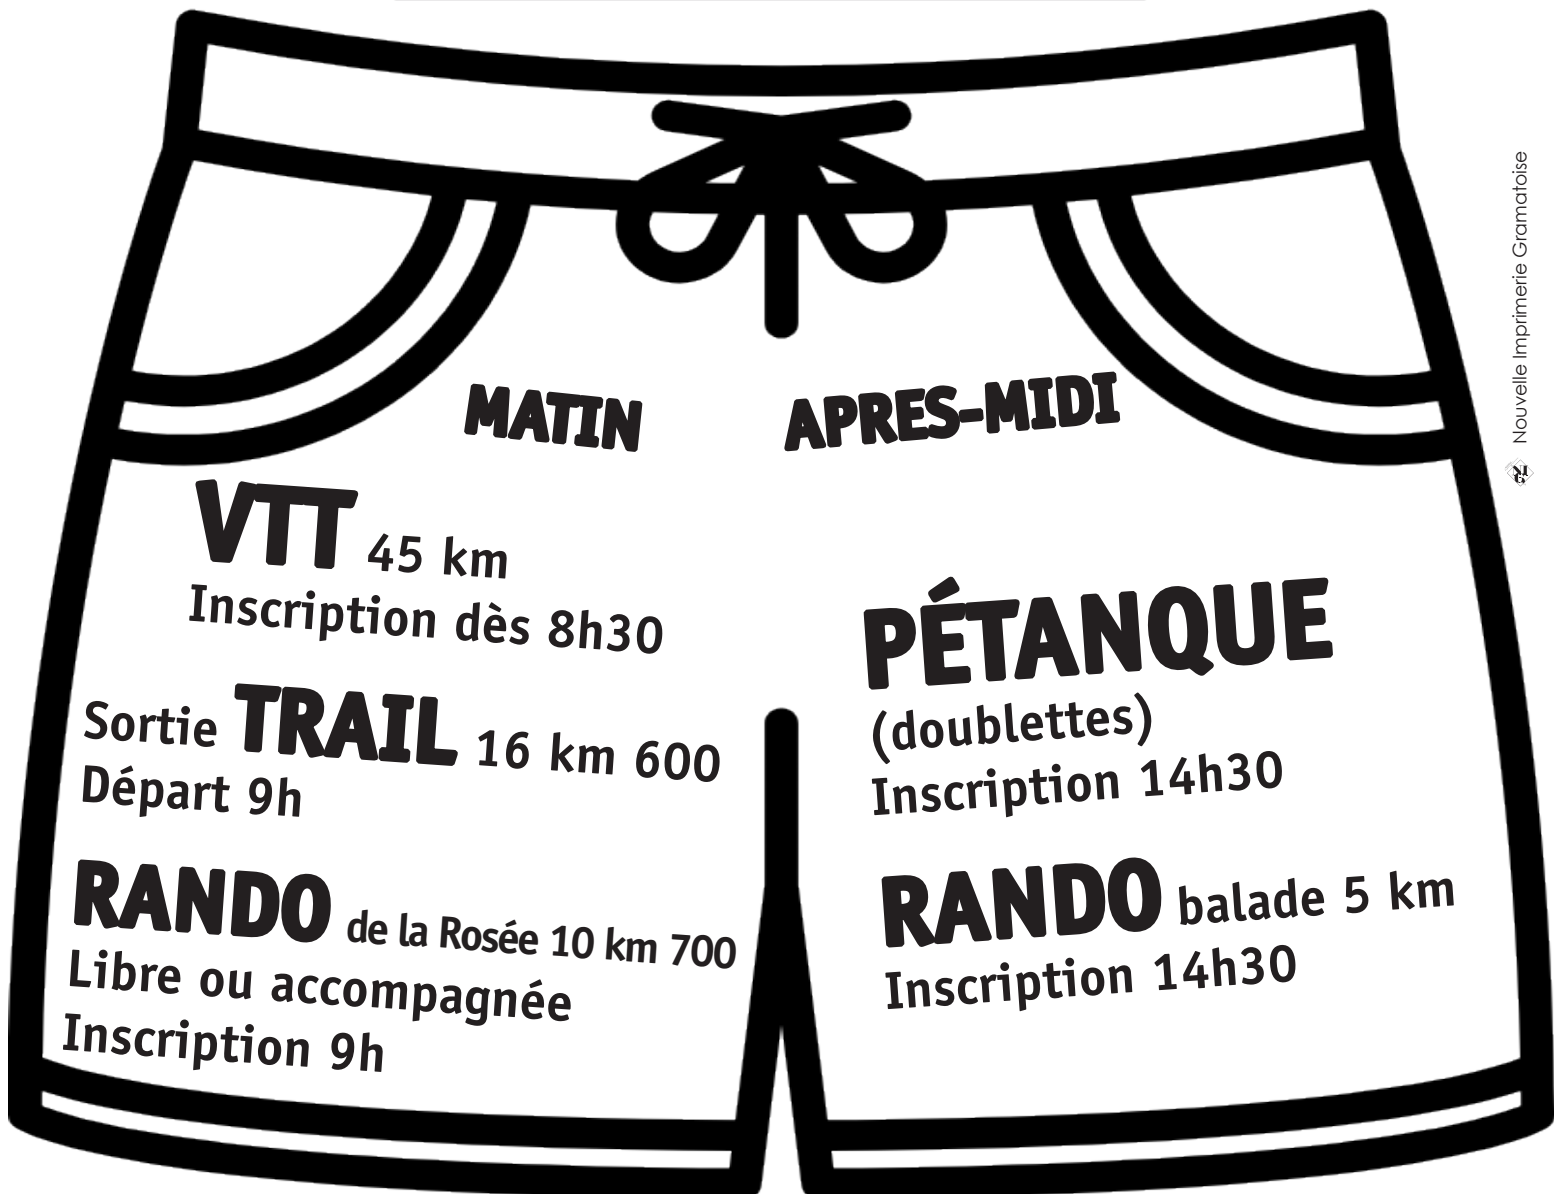 MATIN
VTT 45 km
Inscription dès 8h30
Sortie TRAIL 16 km 600
Départ 9h
RANDO de la Rosée 10 km 700
Libre ou accompagnée
Inscription 9h
APRES-MIDI
PÉTANQUE
(doublettes)
Inscription 14h30
RANDO balade 5 km
Inscription 14h30
Nouvelle Imprimerie Gramatoise